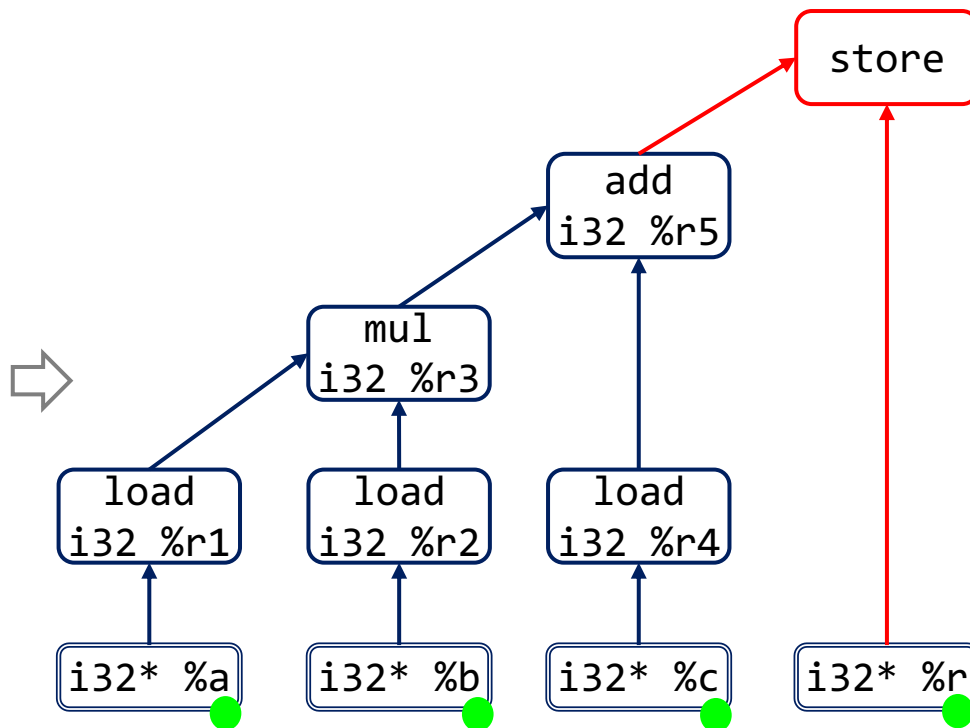 store
add
i32 %r5
mul
i32 %r3
load
i32 %r1
load
i32 %r2
load
i32 %r4
i32* %a
i32* %b
i32* %c
i32* %r